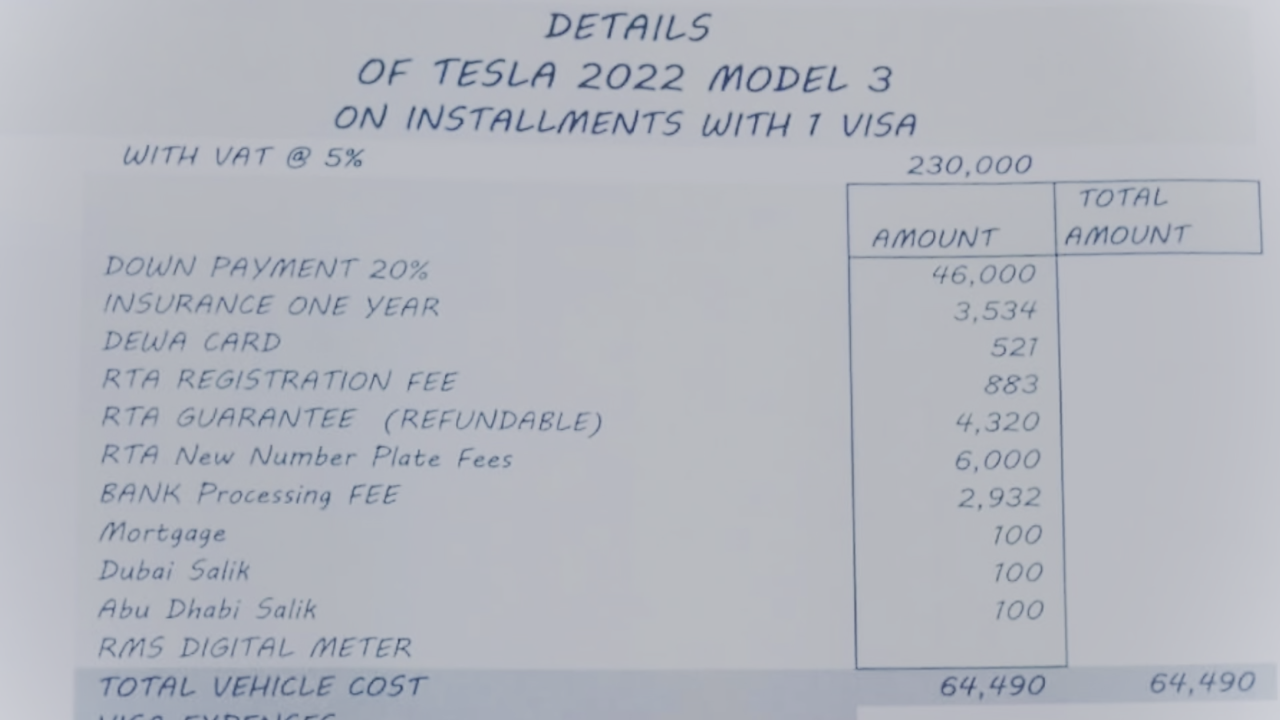 DETAILS
OF TESLA 2022 MODEL 3
ON INSTALLMENTS WITH 1 VISA
WITH VAT @ 5% 230,000
AMOUNT TOTAL AMOUNT
DOWN PAYMENT 20% 46,000
INSURANCE ONE YEAR 3,534
DEWA CARD 521
RTA REGISTRATION FEE 883
RTA GUARANTEE (REFUNDABLE) 4,320
RTA New Number Plate Fees 6,000
BANK Processing FEE 2,932
Mortgage 100
Dubai Salik 100
Abu Dhabi Salik 100
RMS DIGITAL METER
TOTAL VEHICLE COST 64,490 64,490
VISA EXPENSES